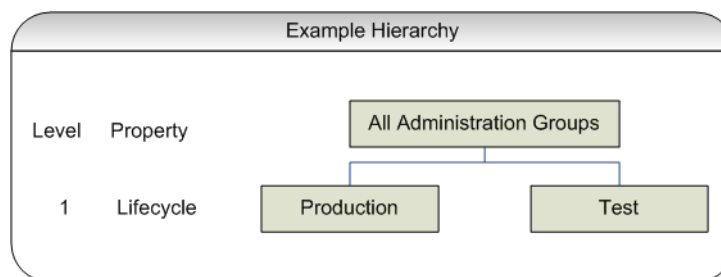 Example Hierarchy
Level Property All Administration Groups
1 Lifecycle Production Test